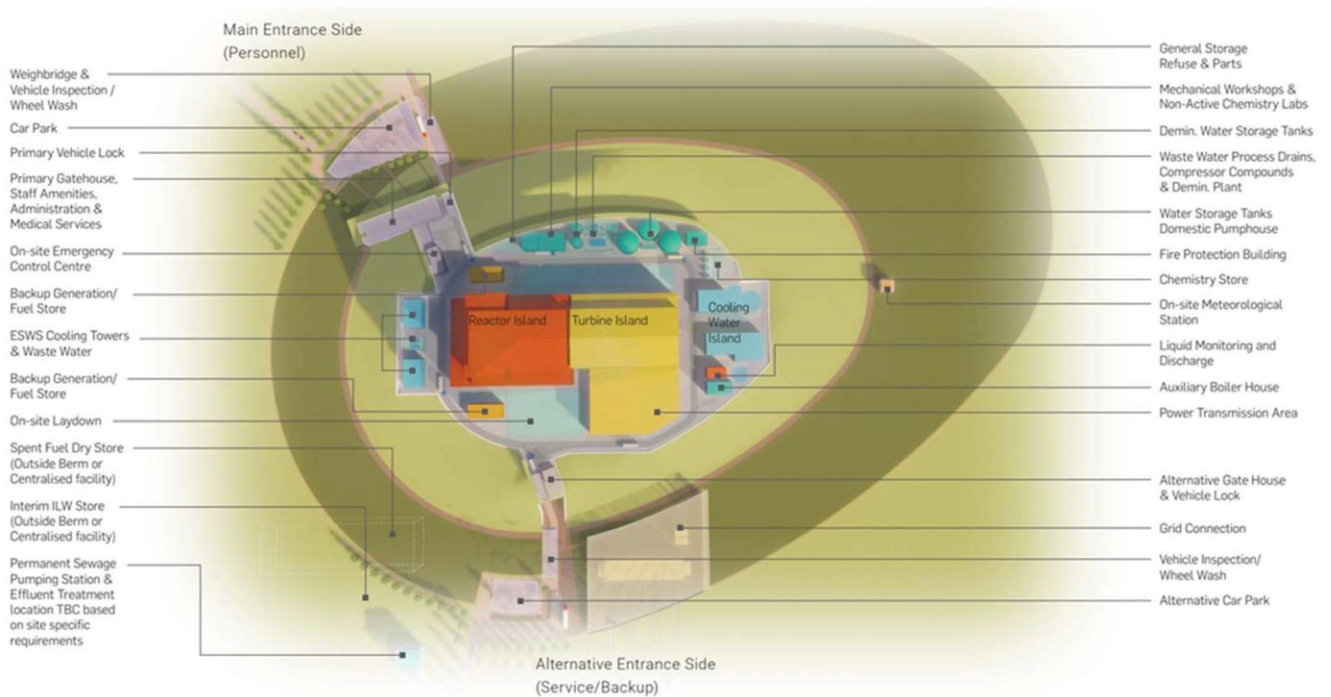 Main Entrance Side
(Personnel)
Weighbridge &
Vehicle Inspection /
Wheel Wash
Car Park
Primary Vehicle Lock
Primary Gatehouse,
Staff Amenities,
Administration &
Medical Services
On-site Emergency
Control Centre
Backup Generation/
Fuel Store
ESWS Cooling Towers
& Waste Water
Backup Generation/
Fuel Store
On-site Laydown
Spent Fuel Dry Store
(Outside Berm or
Centralised facility)
Interim ILW Store
(Outside Berm or
Centralised facility)
Permanent Sewage
Pumping Station &
Effluent Treatment
location TBC based
on site specific
requirements
Reactor Island
Turbine Island
Cooling
Water
Island
General Storage
Refuse & Parts
Mechanical Workshops &
Non-Active Chemistry Labs
Demin. Water Storage Tanks
Waste Water Process Drains,
Compressor Compounds
& Demin. Plant
Water Storage Tanks
Domestic Pumphouse
Fire Protection Building
Chemistry Store
On-site Meteorological
Station
Liquid Monitoring and
Discharge
Auxiliary Boiler House
Power Transmission Area
Alternative Gate House
& Vehicle Lock
Grid Connection
Vehicle Inspection/
Wheel Wash
Alternative Car Park
Alternative Entrance Side
(Service/Backup)